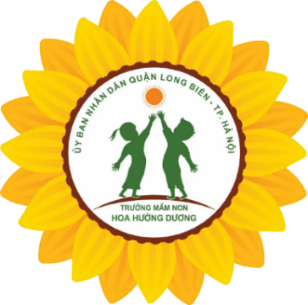 ỦY BAN NHÂN DÂN QUẬN LONG BIÊN - TP. HÀ NỘI
TRƯỜNG MẦM NON
HOA HƯỚNG DƯƠNG